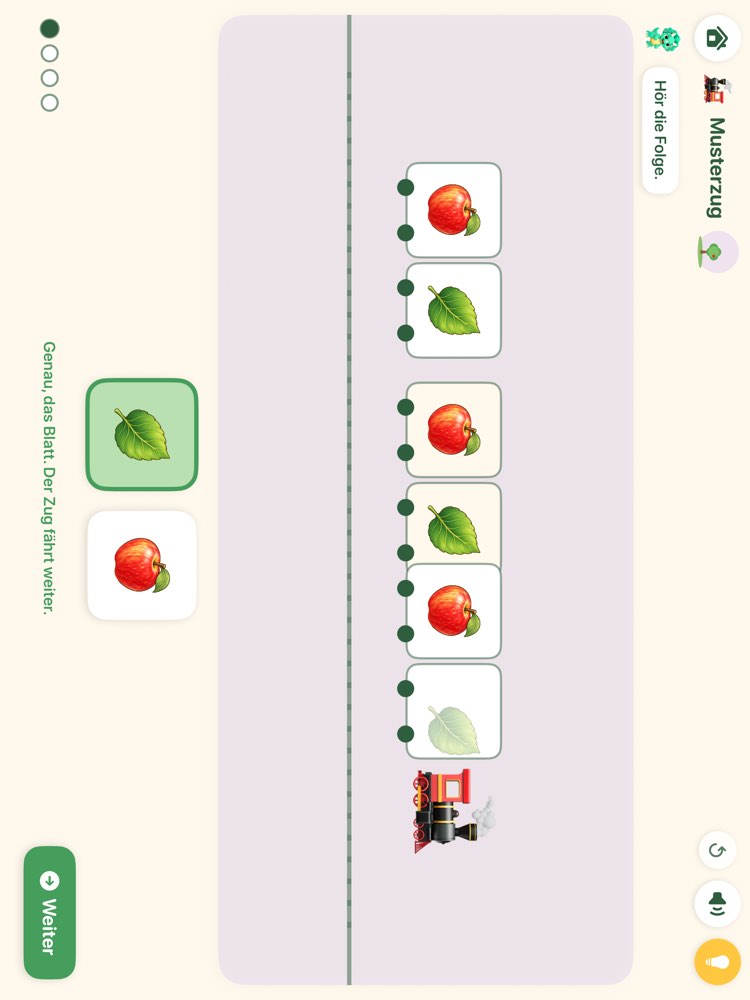 Musterzug
Hör die Folge.
Genau, das Blatt. Der Zug fährt weiter.
Weiter